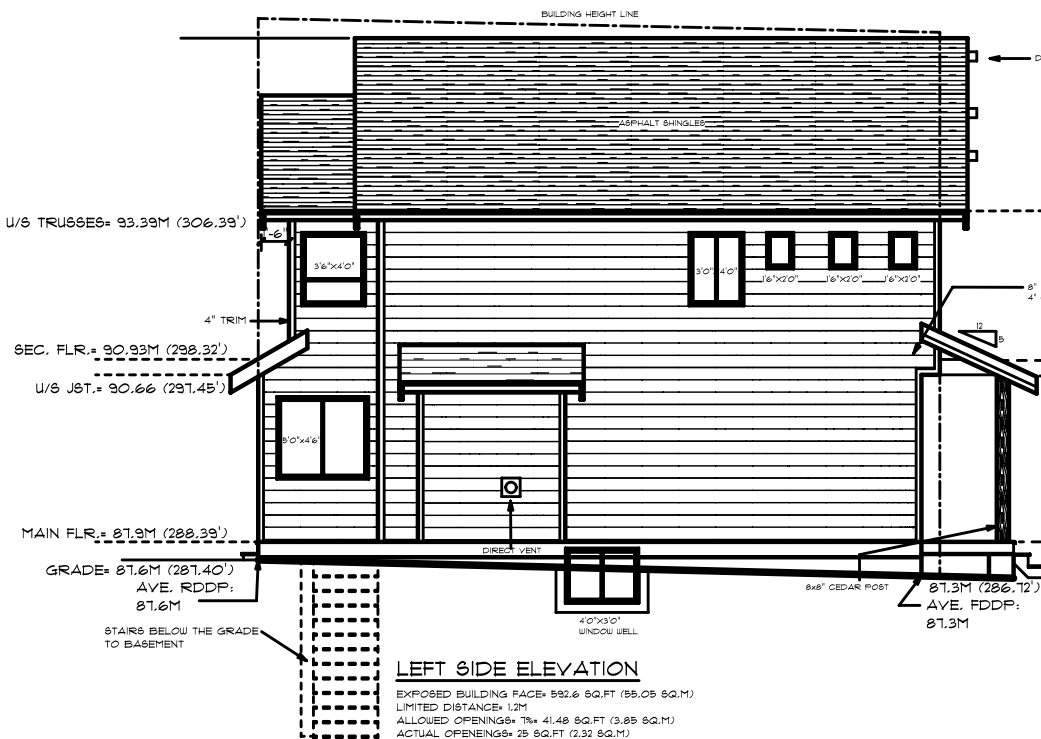 BUILDING HEIGHT LINE
D
ASPHALT SHINGLES
U/S TRUSSES= 93.39M (306.39')
-6"
3'6"X4'0"
3'0" 4'0"
1'6"X2'0"
1'6"X2'0"
1'6"X2'0"
8"
4"
4" TRIM
12
5
SEC. FLR.= 90.93M (298.32')
U/S JST.= 90.66 (297.45')
5'0"X4'6"
MAIN FLR.= 87.9M (288.39')
DIRECT VENT
GRADE= 87.6M (287.40')
AVE. RDDP:
87.6M
8x8" CEDAR POST
87.3M (286.72')
AVE. FDDP:
87.3M
STAIRS BELOW THE GRADE
TO BASEMENT
4'0"X3'0"
WINDOW WELL
LEFT SIDE ELEVATION
EXPOSED BUILDING FACE= 592.6 SQ.FT (55.05 SQ.M)
LIMITED DISTANCE= 1.2M
ALLOWED OPENINGS= 7%= 41.48 SQ.FT (3.85 SQ.M)
ACTUAL OPENEINGS= 25 SQ.FT (2.32 SQ.M)